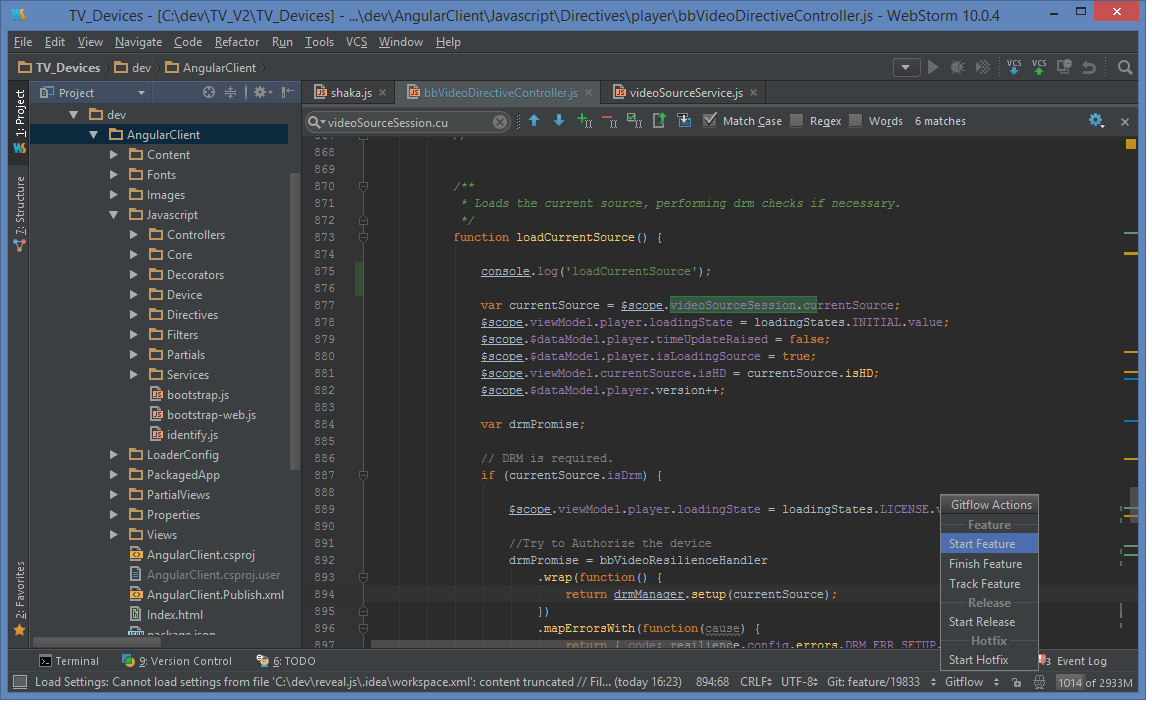 WS TV_Devices - [C:\dev\TV_V2\TV_Devices] - ...\dev\AngularClient\Javascript\Directives\player\bbVideoDirectiveController.js - WebStorm 10.0.4
File Edit View Navigate Code Refactor Run Tools VCS Window Help
TV_Devices dev AngularClient VCS VCS
1: Project
WS
7: Structure
2: Favorites
Project
dev
AngularClient
Content
Fonts
Images
Javascript
Controllers
Core
Decorators
Device
Directives
Filters
Partials
Services
bootstrap.js
bootstrap-web.js
identify.js
LoaderConfig
PackagedApp
PartialViews
Properties
Views
AngularClient.csproj
AngularClient.csproj.user
AngularClient.Publish.xml
Index.html
package.json
shaka.js bbVideoDirectiveController.js videoSourceService.js
videoSourceSession.cu Match Case Regex Words 6 matches
868
869
870 /**
871 * Loads the current source, performing drm checks if necessary.
872 */
873 function loadCurrentSource() {
874
875 console.log('loadCurrentSource');
876
877 var currentSource = $scope.videoSourceSession.currentSource;
878 $scope.viewModel.player.loadingState = loadingStates.INITIAL.value;
879 $scope.$dataModel.player.timeUpdateRaised = false;
880 $scope.$dataModel.player.isLoadingSource = true;
881 $scope.viewModel.currentSource.isHD = currentSource.isHD;
882 $scope.$dataModel.player.version++;
883
884 var drmPromise;
885
886 // DRM is required.
887 if (currentSource.isDrm) {
888
889 $scope.viewModel.player.loadingState = loadingStates.LICENSE.
890
891 //Try to Authorize the device
892 drmPromise = bbVideoResilienceHandler
893 .wrap(function() {
894 return drmManager.setup(currentSource);
895 })
896 .mapErrorsWith(function(cause) {
897 return { code: resilience.config.errors.DRM_ERR_SETUP,
Gitflow Actions
Feature
Start Feature
Finish Feature
Track Feature
Release
Start Release
Hotfix
Start Hotfix
Terminal 9: Version Control 6: TODO 3 Event Log
Load Settings: Cannot load settings from file 'C:\dev\reveal.js\.idea\workspace.xml': content truncated // Fil... (today 16:23) 894:68 CRLF UTF-8 Git: feature/19833 Gitflow 1014 of 2933M